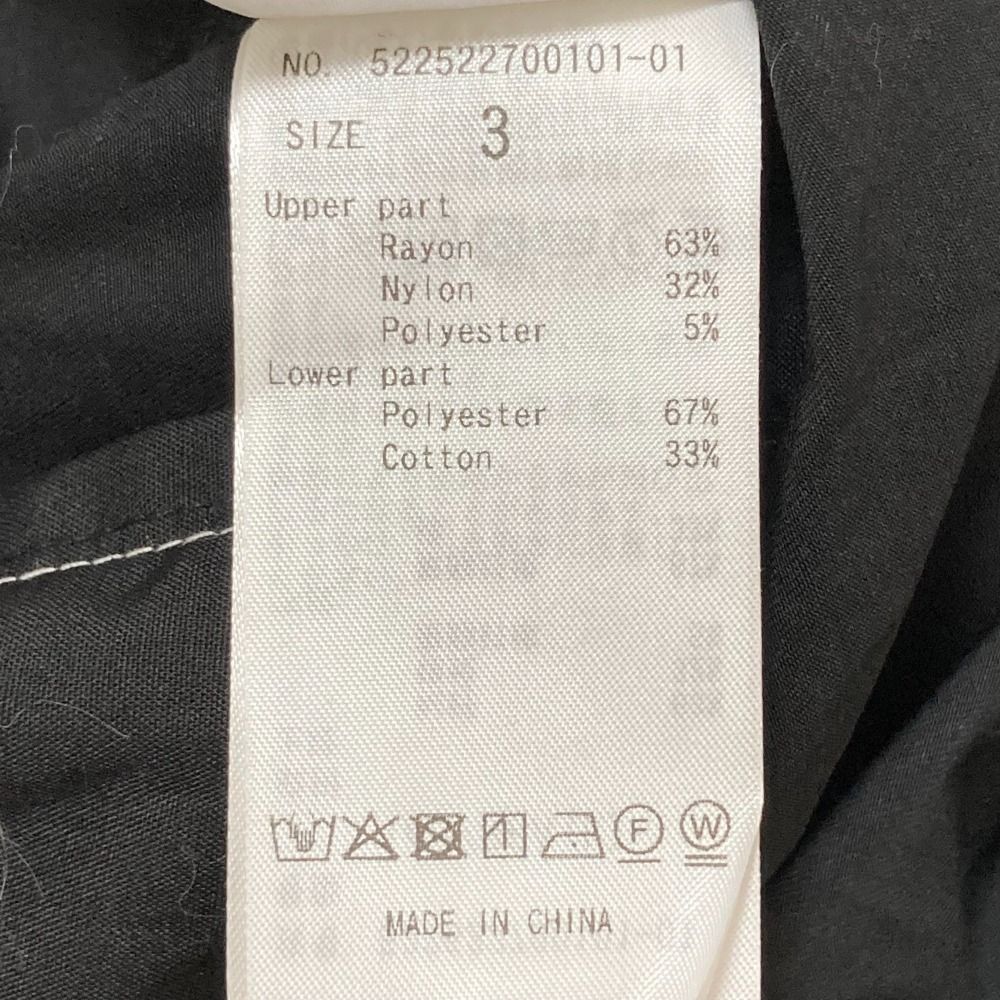 NO. 522522700101-01
SIZE 3
Upper part
Rayon 63%
Nylon 32%
Polyester 5%
Lower part
Polyester 67%
Cotton 33%
F W
MADE IN CHINA